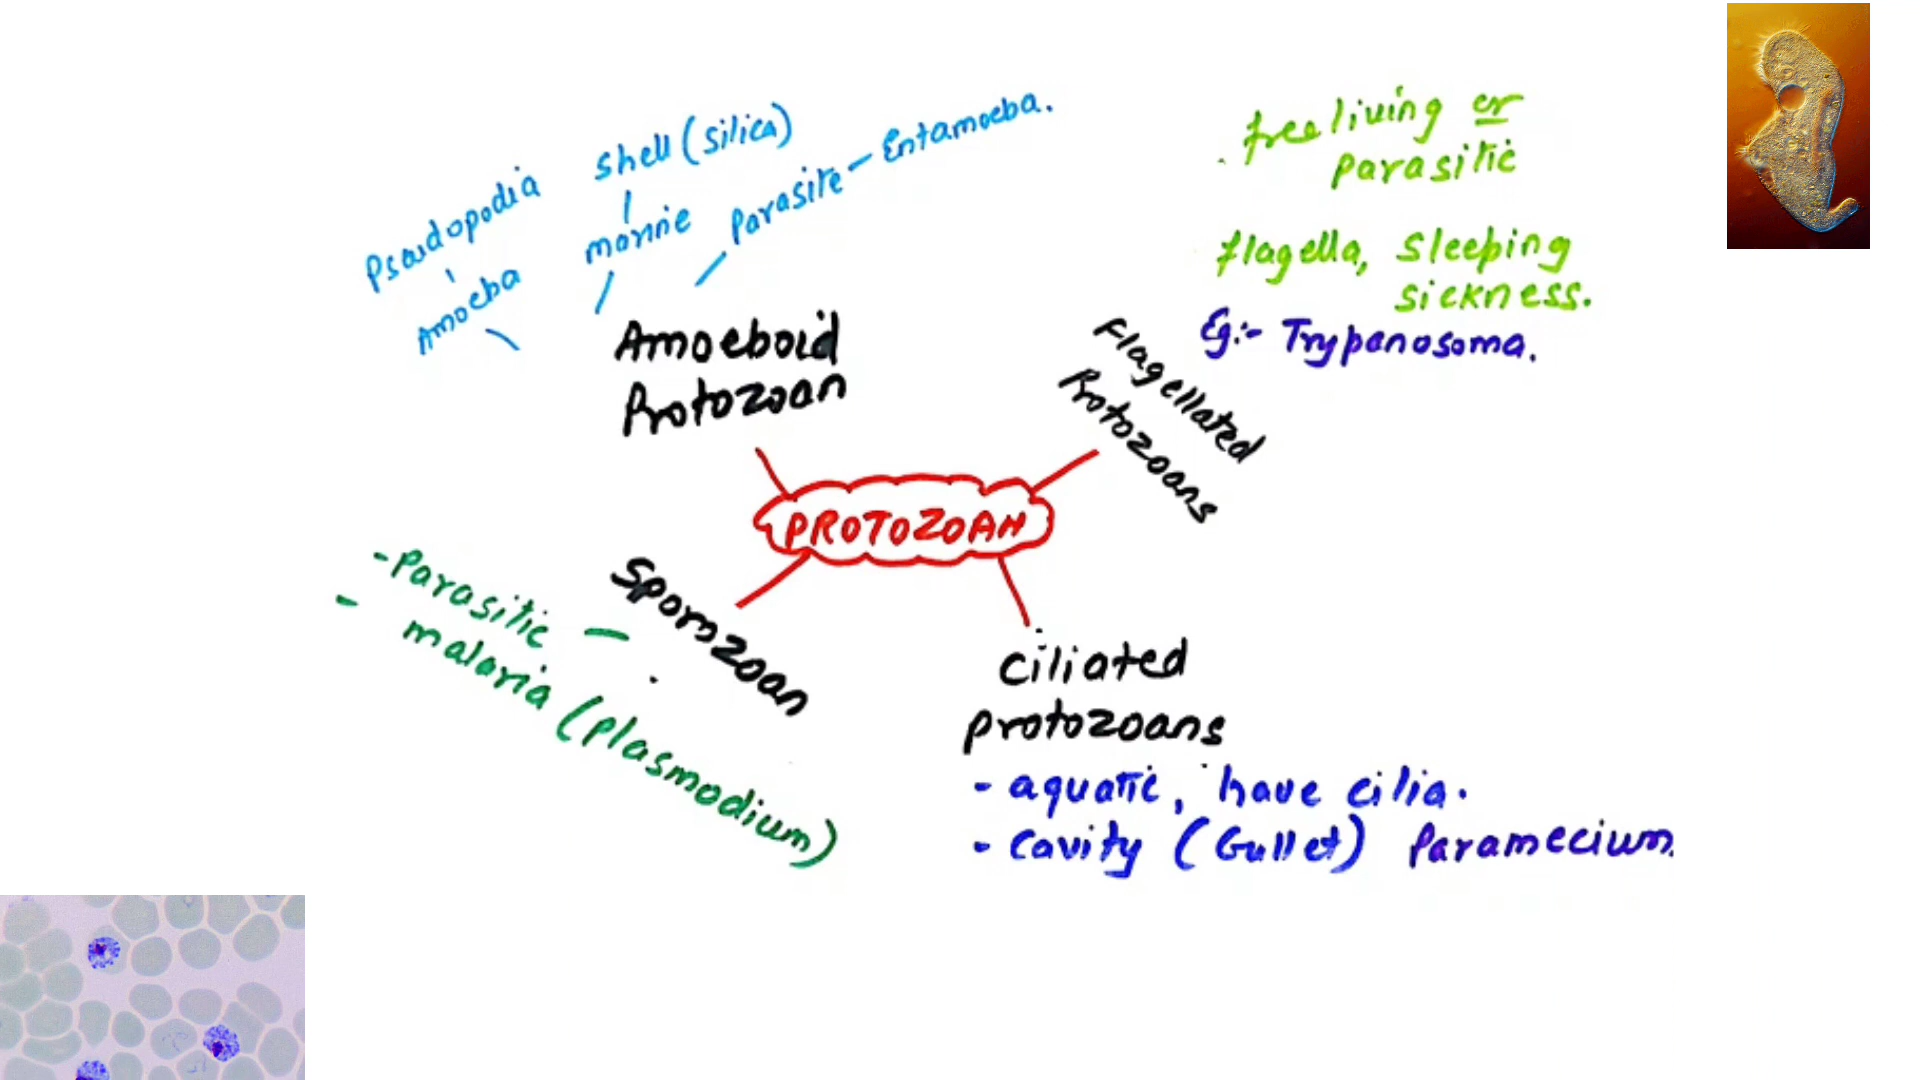 Pseudopodia
Amoeba
Shell (silica)
marine
Parasite - Entamoeba.
Amoeboid
Protozoan
free living or
parasitic
flagella, Sleeping
sickness.
Eg:- Trypanosoma.
Flagellated
Protozoans
PROTOZOAN
Sporozoan
- Parasitic -
- malaria (plasmodium)
ciliated
protozoans
- aquatic, have cilia.
- Cavity (Gullet) Paramecium.